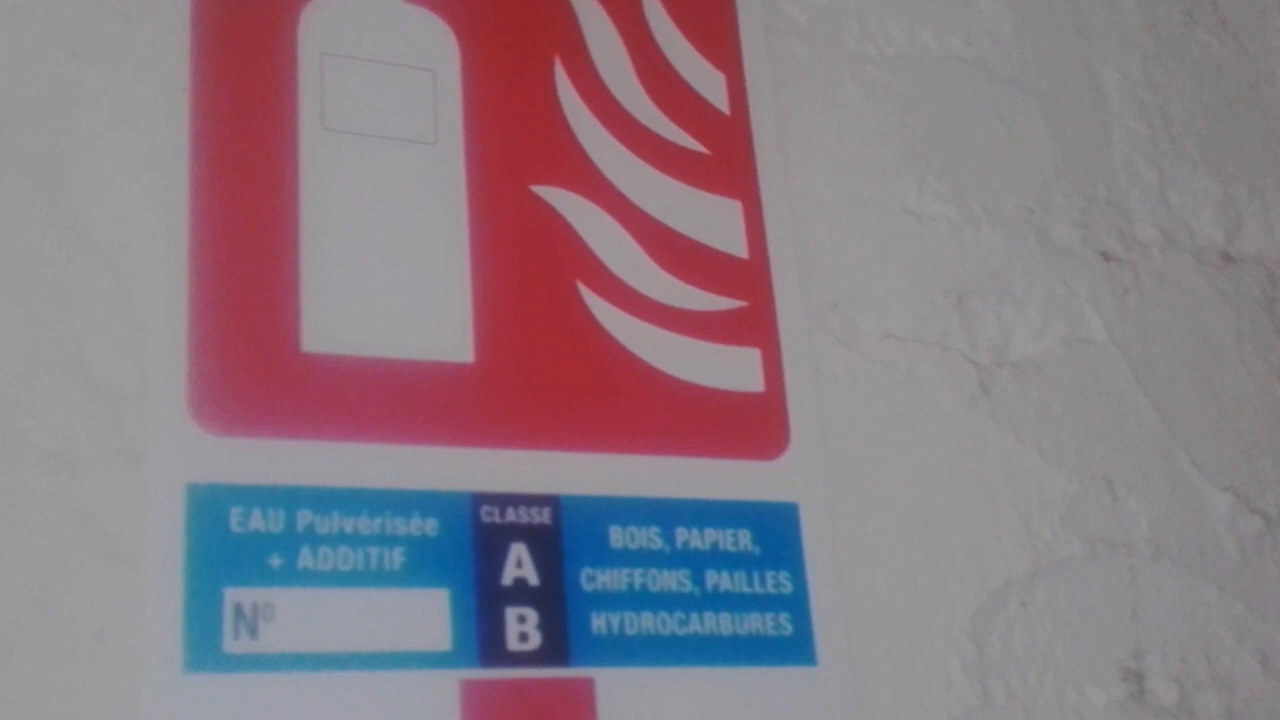 EAU Pulvérisée
+ ADDITIF
N°
CLASSE
A
B
BOIS, PAPIER,
CHIFFONS, PAILLES
HYDROCARBURES